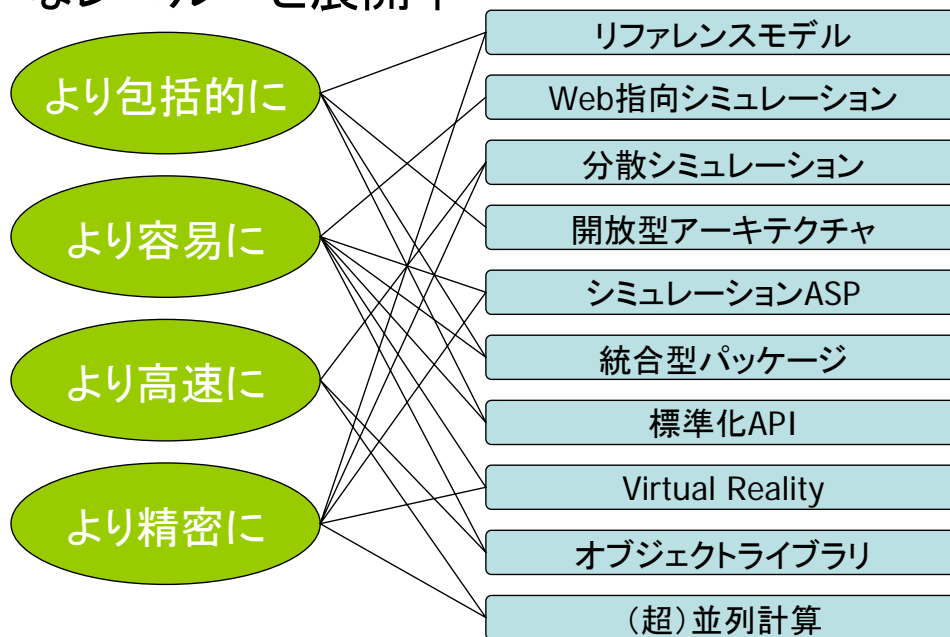 より包括的に
より容易に
より高速に
より精密に
リファレンスモデル
Web指向シミュレーション
分散シミュレーション
開放型アーキテクチャ
シミュレーションASP
統合型パッケージ
標準化API
Virtual Reality
オブジェクトライブラリ
（超）並列計算